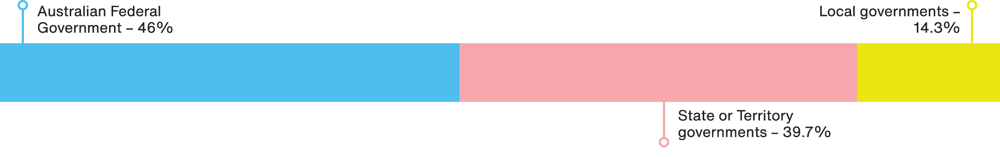 Australian Federal
Government – 46%
Local governments –
14.3%
State or Territory
governments – 39.7%